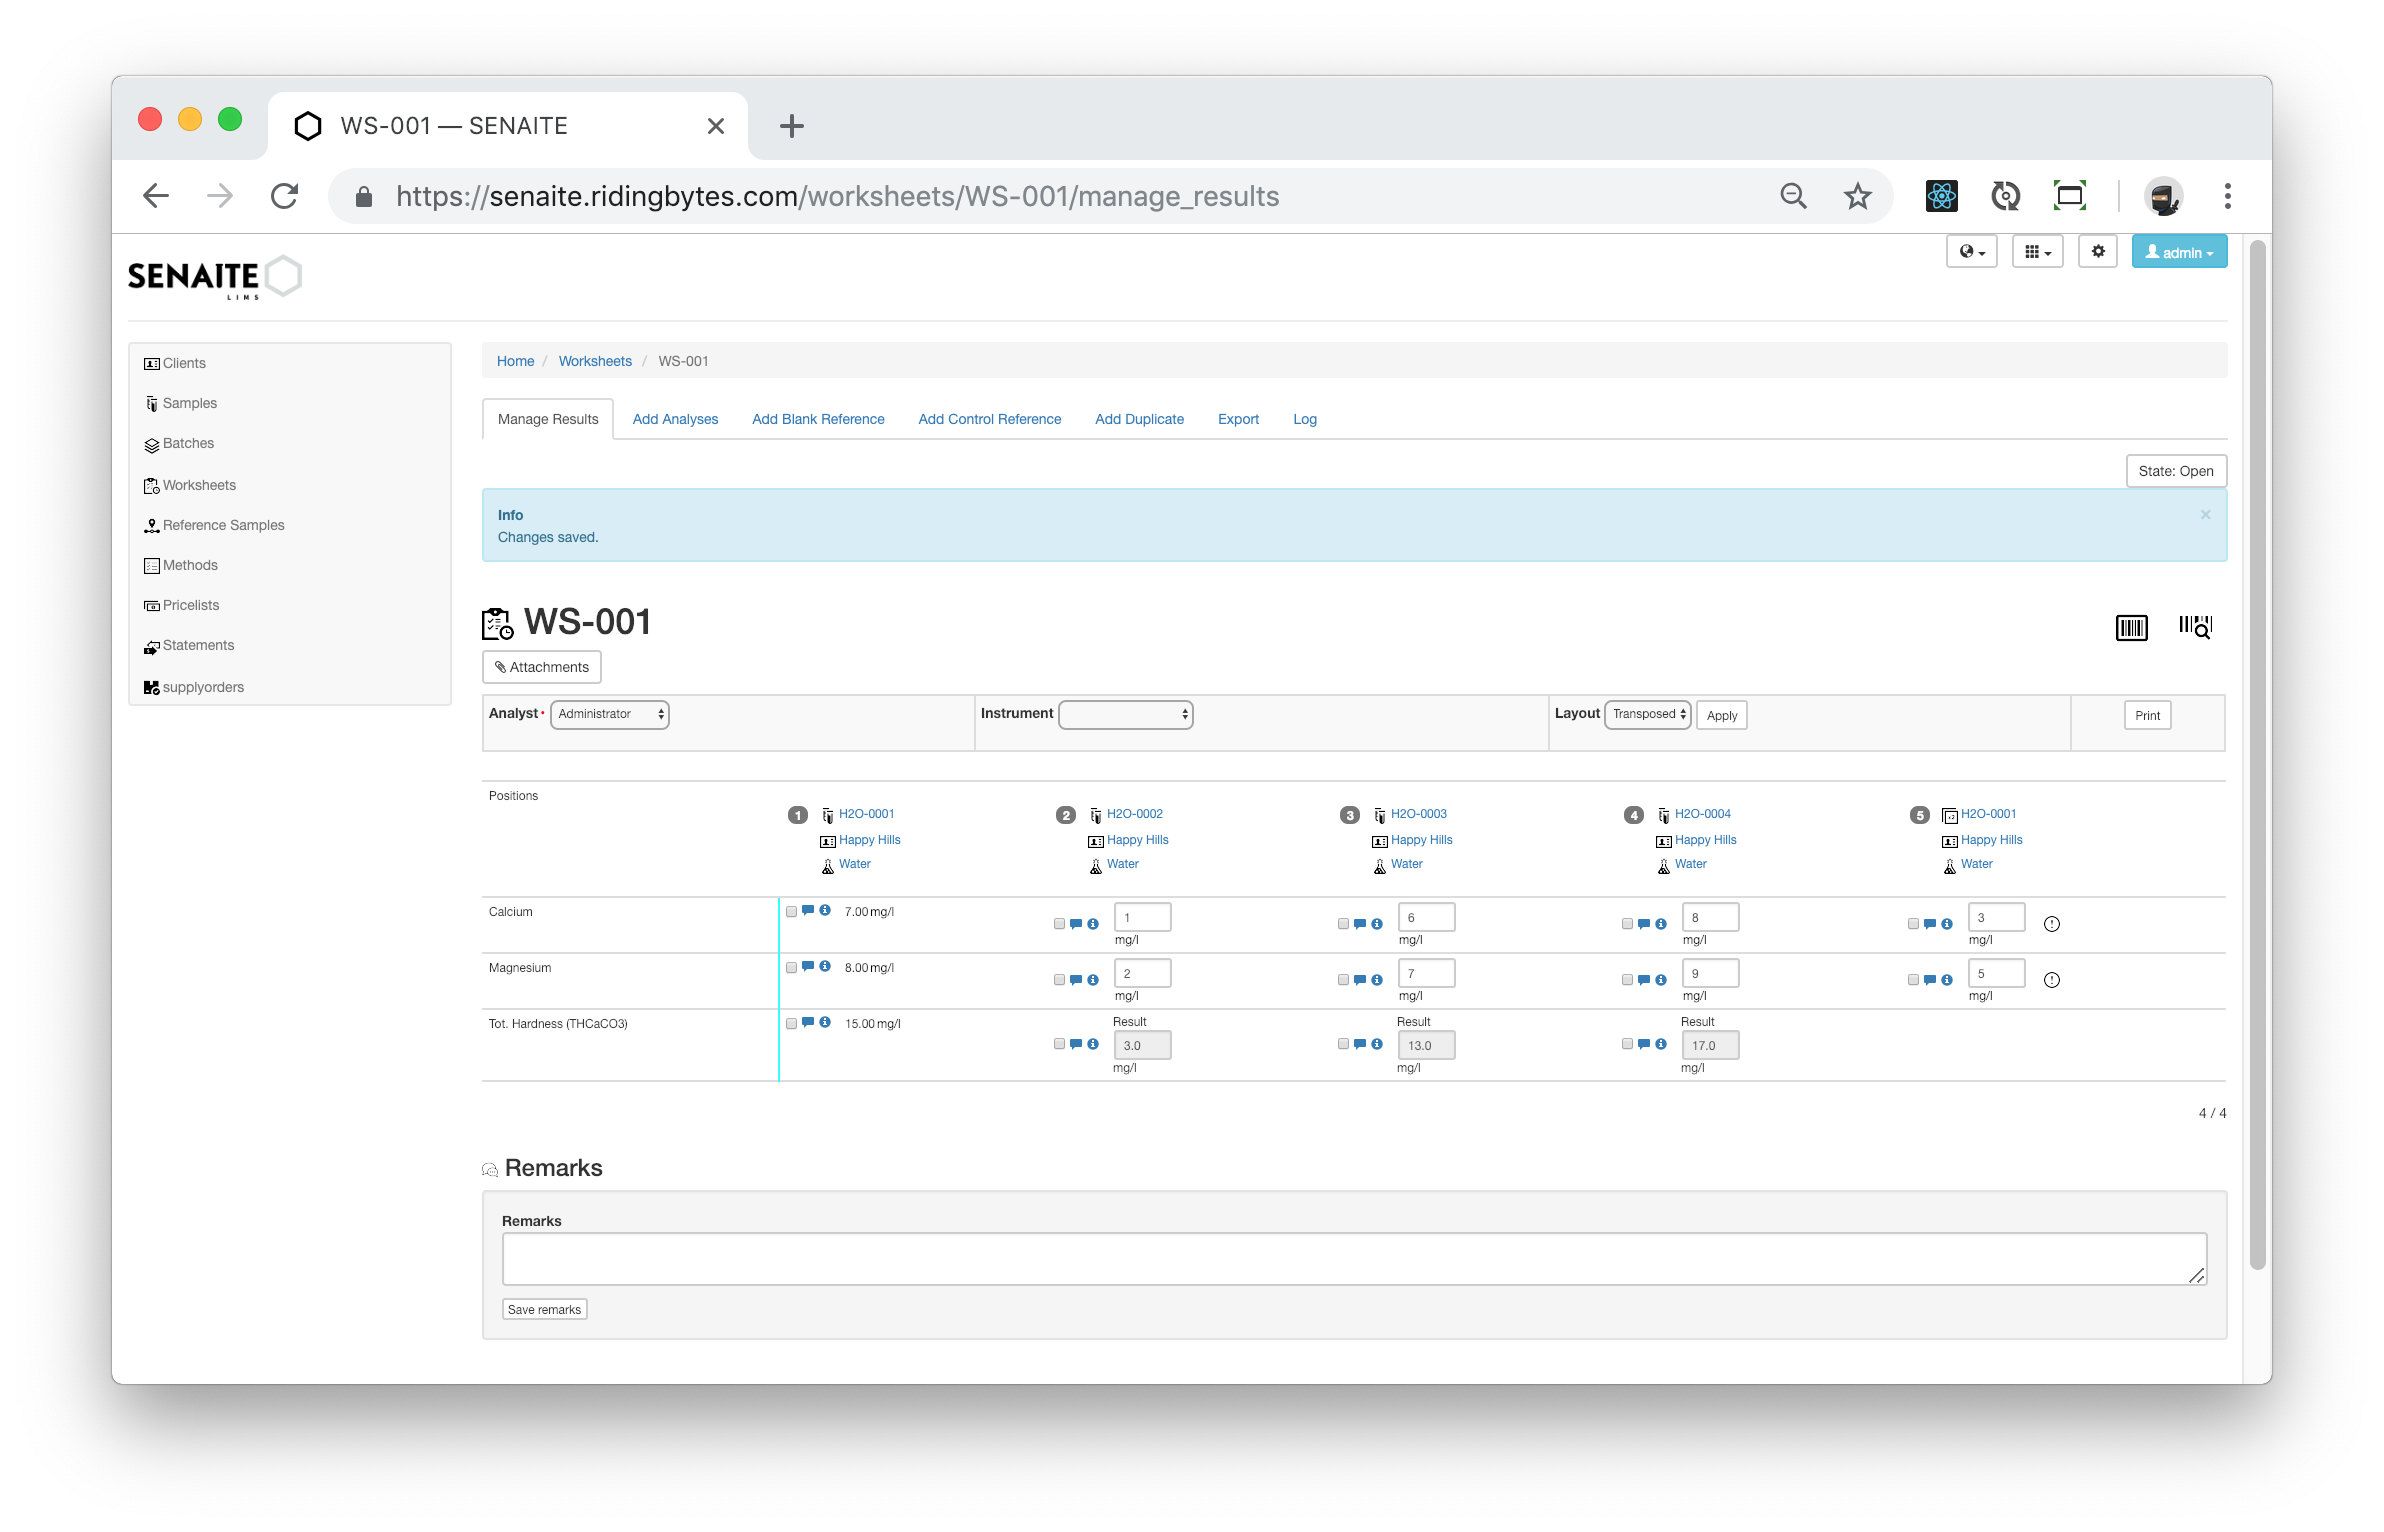 WS-001 — SENAITE
https://senaite.ridingbytes.com/worksheets/WS-001/manage_results
SENAITE
LIMS
admin
Clients
Samples
Batches
Worksheets
Reference Samples
Methods
Pricelists
Statements
supplyorders
Home / Worksheets / WS-001
Manage Results Add Analyses Add Blank Reference Add Control Reference Add Duplicate Export Log
State: Open
Info
Changes saved.
×
WS-001
Attachments
Analyst Administrator Instrument Layout Transposed Apply Print
Positions
1 H2O-0001 2 H2O-0002 3 H2O-0003 4 H2O-0004 5 H2O-0001
Happy Hills Happy Hills Happy Hills Happy Hills Happy Hills
Water Water Water Water Water
Calcium 7.00 mg/l 1 6 8 3
mg/l mg/l mg/l mg/l
Magnesium 8.00 mg/l 2 7 9 5
mg/l mg/l mg/l mg/l
Tot. Hardness (THCaCO3) 15.00 mg/l Result Result Result
3.0 13.0 17.0
mg/l mg/l mg/l
4 / 4
Remarks
Remarks
Save remarks